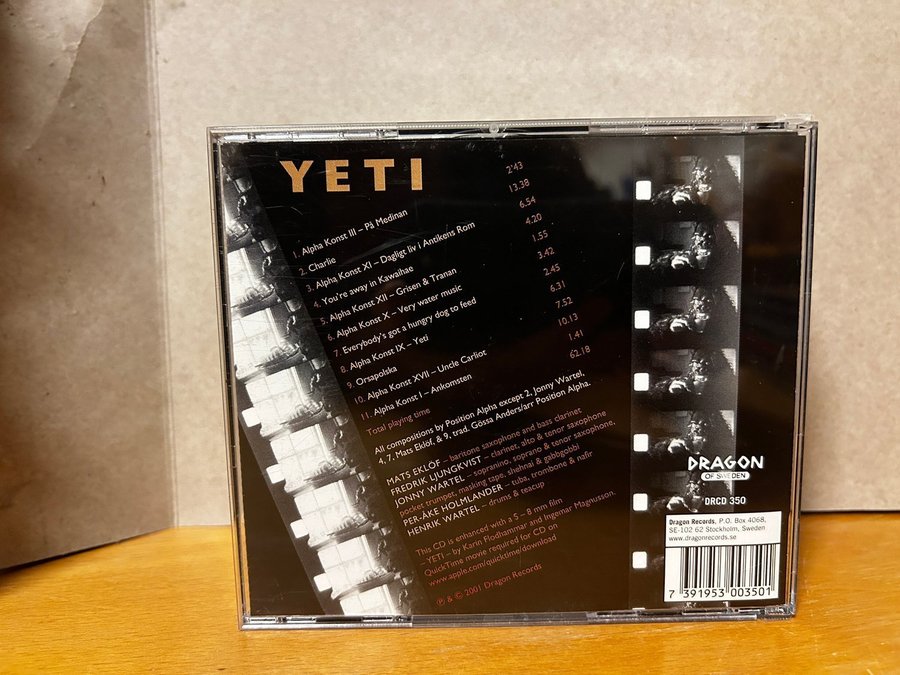 YETI
1. Alpha Konst III – På Medinan 2'43
2. Charlie 13.38
3. Alpha Konst XI – Dagligt liv i Antikens Rom 6.54
4. You're away in Kawaihae 4.20
5. Alpha Konst XII – Grisen & Tranan 1.55
6. Alpha Konst X – Very water music 3.42
7. Everybody's got a hungry dog to feed 2.45
8. Alpha Konst IX – Yeti 6.31
9. Orsapolska 7.52
10. Alpha Konst XVII – Uncle Carliot 10.13
11. Alpha Konst I – Ankomsten 1.41
Total playing time 62.18
All compositions by Position Alpha except 2, Jonny Wartel,
4, 7, Mats Eklöf, & 9, trad. Gössa Anders/arr Position Alpha.
MATS EKLÖF – baritone saxophone and bass clarinet
FREDRIK LJUNGKVIST – clarinet, alto & tenor saxophone
JONNY WARTEL – sopranino, soprano & tenor saxophone,
pocket trumpet, masking tape, shehnai & gabbgobbi
PER-ÅKE HOLMLANDER – tuba, trombone & nafir
HENRIK WARTEL – drums & teacup
This CD is enhanced with a S – 8 mm film
– YETI – by Karin Flodhammar and Ingemar Magnusson.
QuickTime movie required for CD on
www.apple.com/quicktime/download
℗ & © 2001 Dragon Records
DRAGON
OF SWEDEN
DRCD 350
Dragon Records, P.O. Box 4068,
SE-102 62 Stockholm, Sweden
www.dragonrecords.se
7 391953 003501